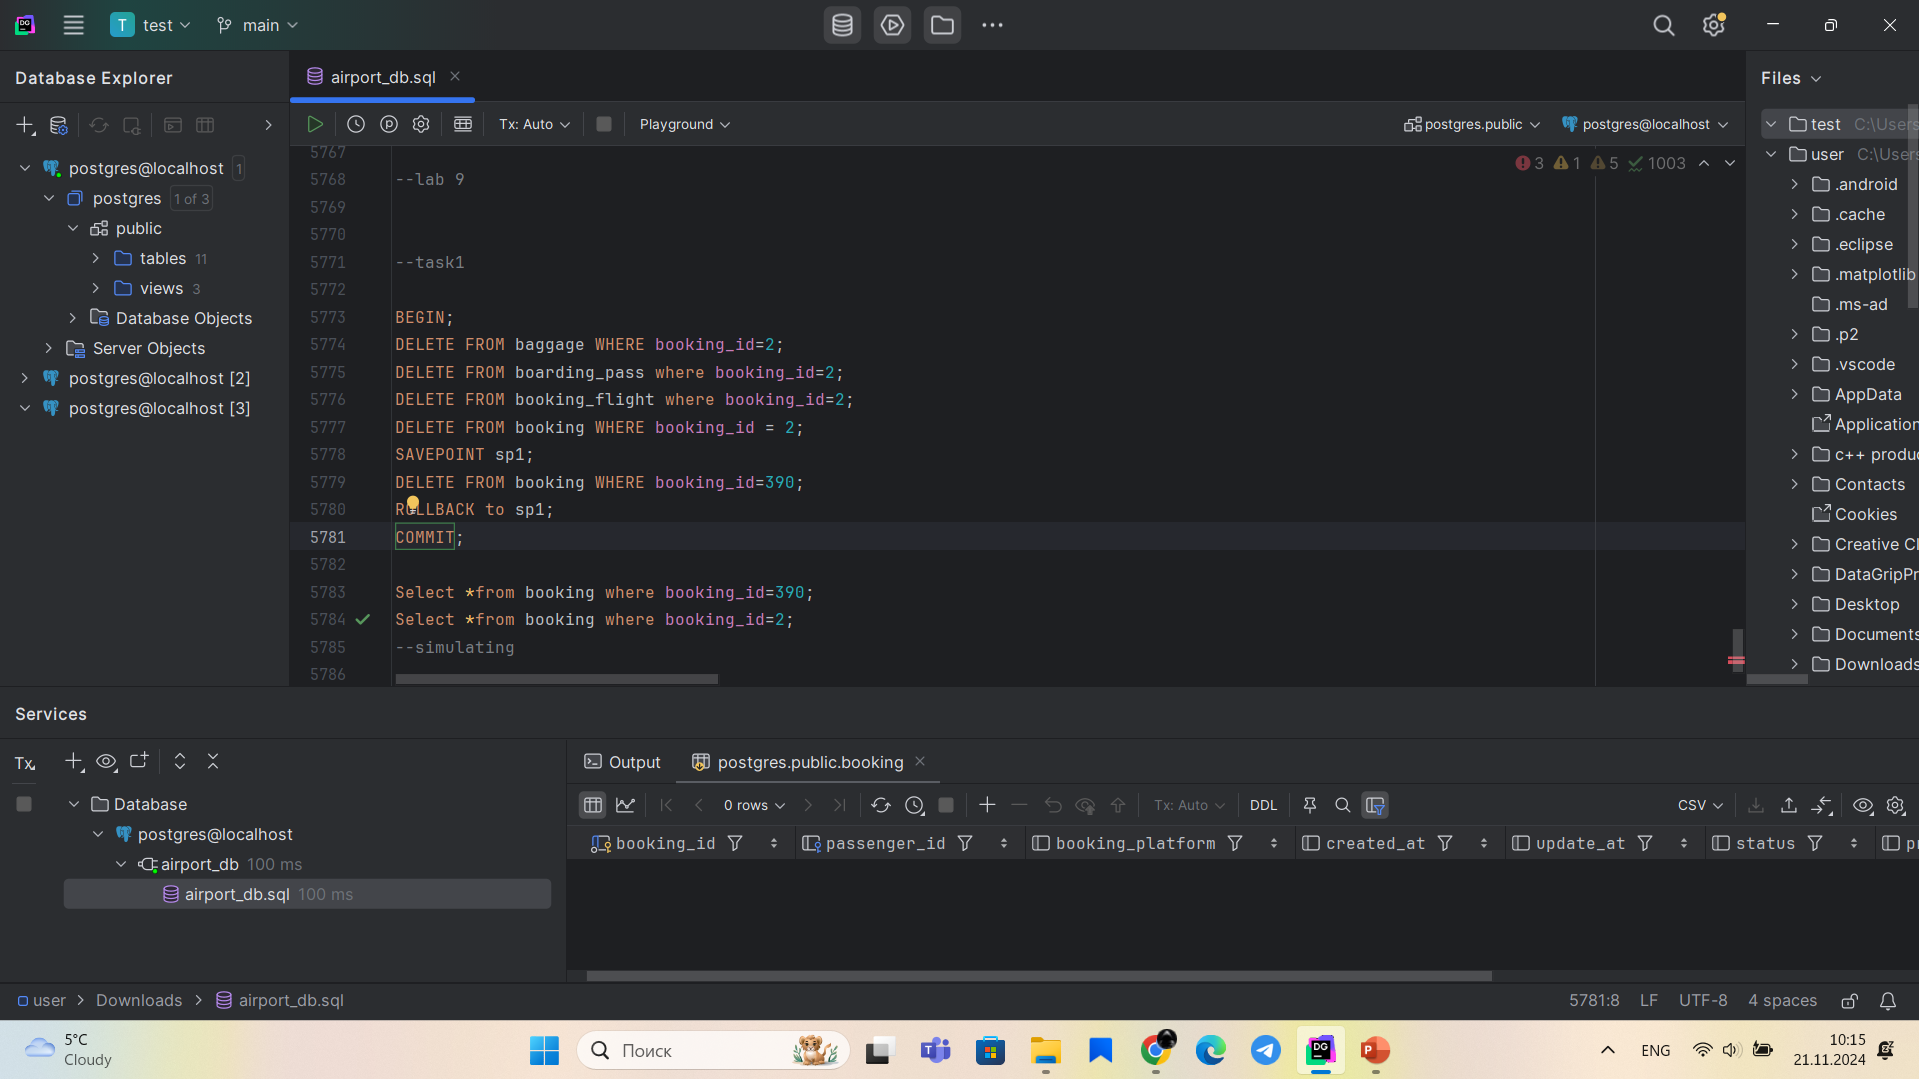 T test main
Database Explorer
airport_db.sql
Files
Tx: Auto
Playground
postgres.public
postgres@localhost
test C:\Users
user C:\Users
.android
.cache
.eclipse
.matplotlib
.ms-ad
.p2
.vscode
AppData
Application
c++ produ
Contacts
Cookies
Creative Cl
DataGripPr
Desktop
Documents
Downloads
postgres@localhost 1
postgres 1 of 3
public
tables 11
views 3
Database Objects
Server Objects
postgres@localhost [2]
postgres@localhost [3]
3 1 5 1003
5767
5768 --lab 9
5769
5770
5771 --task1
5772
5773 BEGIN;
5774 DELETE FROM baggage WHERE booking_id=2;
5775 DELETE FROM boarding_pass where booking_id=2;
5776 DELETE FROM booking_flight where booking_id=2;
5777 DELETE FROM booking WHERE booking_id = 2;
5778 SAVEPOINT sp1;
5779 DELETE FROM booking WHERE booking_id=390;
5780 ROLLBACK to sp1;
5781 COMMIT;
5782
5783 Select *from booking where booking_id=390;
5784 Select *from booking where booking_id=2;
5785 --simulating
5786
Services
Tx
Database
postgres@localhost
airport_db 100 ms
airport_db.sql 100 ms
Output postgres.public.booking
0 rows Tx: Auto DDL CSV
booking_id passenger_id booking_platform created_at update_at status
user > Downloads > airport_db.sql
5781:8 LF UTF-8 4 spaces
5°C
Cloudy
Поиск
ENG
10:15
21.11.2024